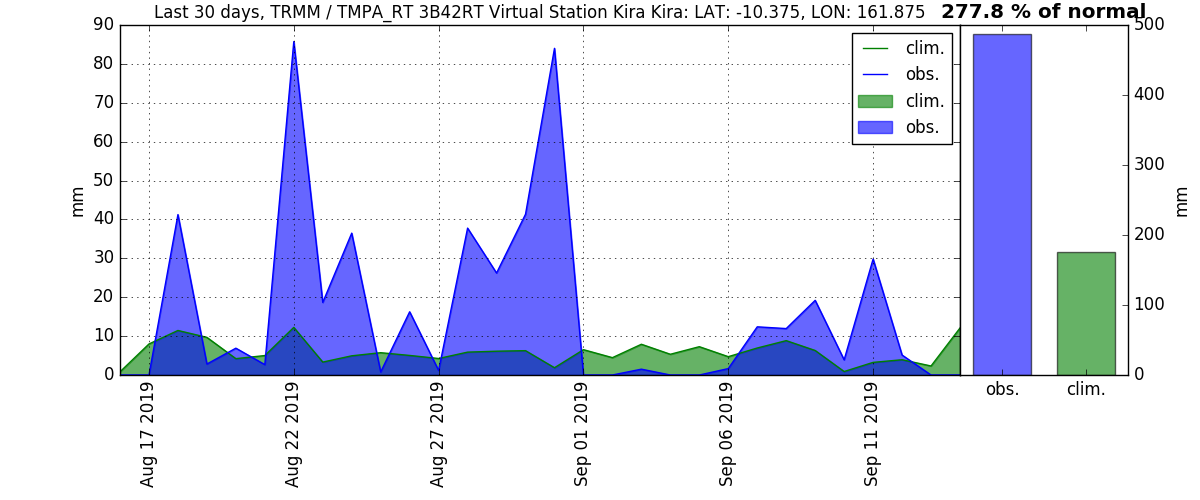 Last 30 days, TRMM / TMPA_RT 3B42RT Virtual Station Kira Kira: LAT: -10.375, LON: 161.875
277.8 % of normal
90
80
70
60
50
40
30
20
10
0
mm
clim.
obs.
clim.
obs.
500
400
300
200
100
0
mm
Aug 17 2019
Aug 22 2019
Aug 27 2019
Sep 01 2019
Sep 06 2019
Sep 11 2019
obs.
clim.